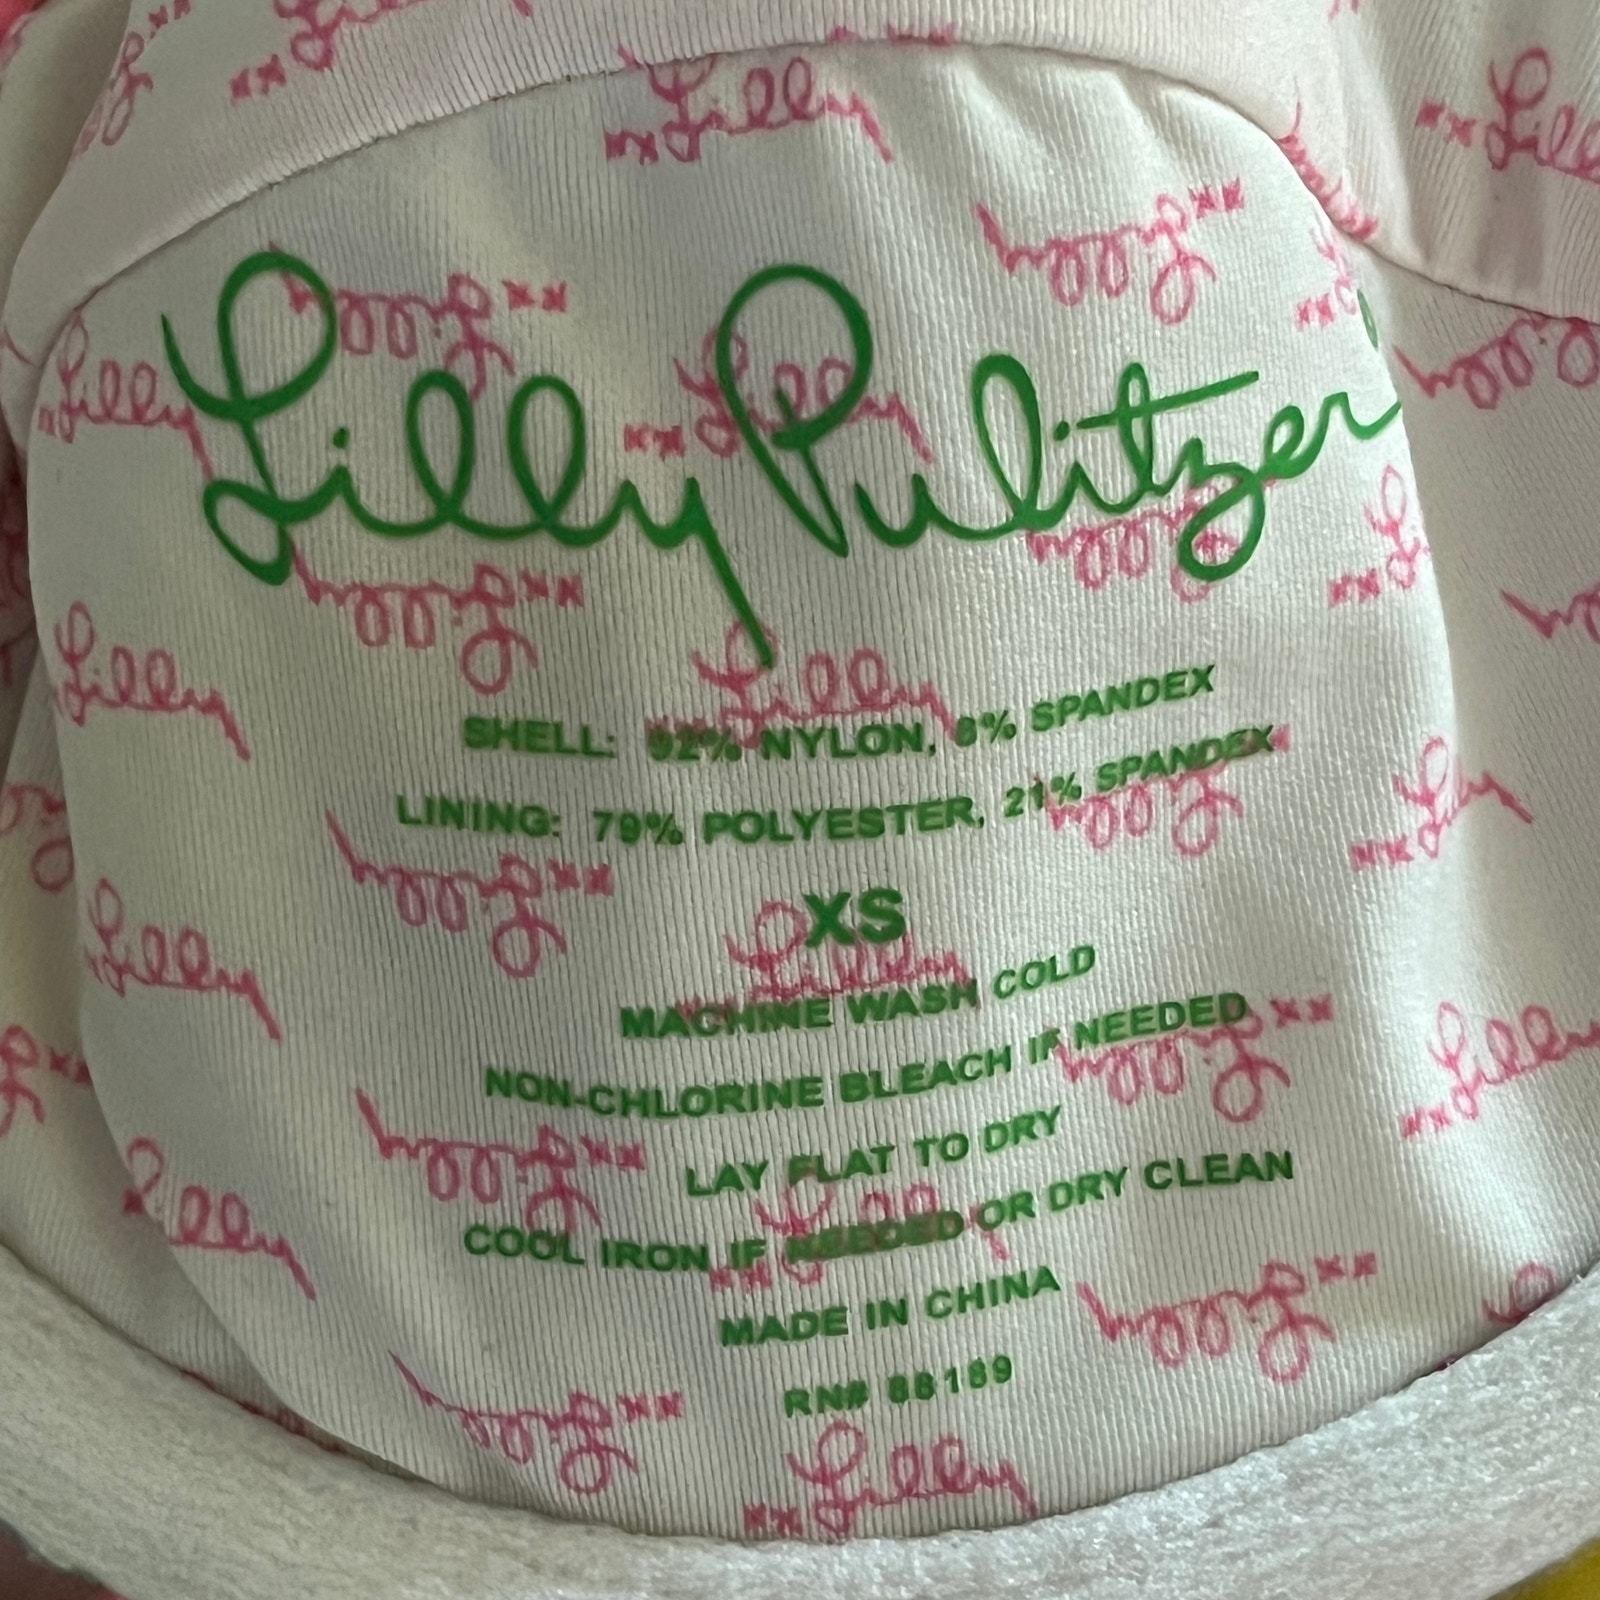 Lilly Pulitzer
SHELL: 92% NYLON, 8% SPANDEX
LINING: 79% POLYESTER, 21% SPANDEX
XS
MACHINE WASH COLD
NON-CHLORINE BLEACH IF NEEDED
LAY FLAT TO DRY
COOL IRON IF NEEDED OR DRY CLEAN
MADE IN CHINA
RN# 88189
xxLilly